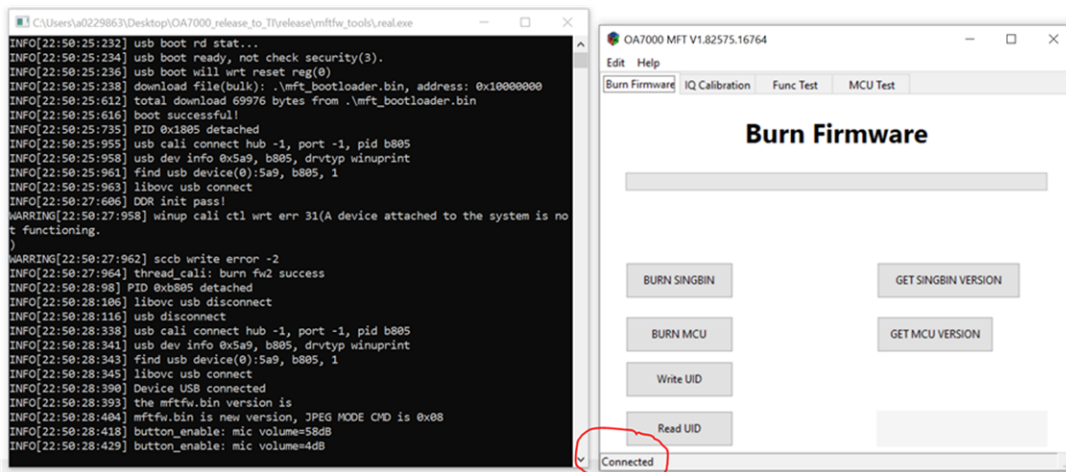 C:\Users\a0229863\Desktop\OA7000_release_to_TI\release\mftfw_tools\.real.exe
INFO[22:50:25:232] usb boot rd stat...
INFO[22:50:25:234] usb boot ready, not check security(3).
INFO[22:50:25:236] usb boot will wrt reset reg(0)
INFO[22:50:25:238] download file(bulk): .\mft_bootloader.bin, address: 0x10000000
INFO[22:50:25:612] total download 69976 bytes from .\mft_bootloader.bin
INFO[22:50:25:616] boot successful!
INFO[22:50:25:735] PID 0x1805 detached
INFO[22:50:25:955] usb cali connect hub -1, port -1, pid b805
INFO[22:50:25:958] usb dev info 0x5a9, b805, drvtyp winuprint
INFO[22:50:25:961] find usb device(0):5a9, b805, 1
INFO[22:50:25:963] libovc usb connect
INFO[22:50:27:606] DDR init pass!
WARRING[22:50:27:958] winup cali ctl wrt err 31(A device attached to the system is no
t functioning.
)
WARRING[22:50:27:962] sccb write error -2
INFO[22:50:27:964] thread_cali: burn fw2 success
INFO[22:50:28:98] PID 0xb805 detached
INFO[22:50:28:106] libovc usb disconnect
INFO[22:50:28:116] usb disconnect
INFO[22:50:28:338] usb cali connect hub -1, port -1, pid b805
INFO[22:50:28:341] usb dev info 0x5a9, b805, drvtyp winuprint
INFO[22:50:28:343] find usb device(0):5a9, b805, 1
INFO[22:50:28:345] libovc usb connect
INFO[22:50:28:390] Device USB connected
INFO[22:50:28:393] the mftfw.bin version is
INFO[22:50:28:404] mftfw.bin is new version, JPEG MODE CMD is 0x08
INFO[22:50:28:418] button_enable: mic volume=58dB
INFO[22:50:28:429] button_enable: mic volume=4dB
OA7000 MFT V1.82575.16764
Edit Help
Burn Firmware IQ Calibration Func Test MCU Test
Burn Firmware
BURN SINGBIN GET SINGBIN VERSION
BURN MCU GET MCU VERSION
Write UID
Read UID
Connected